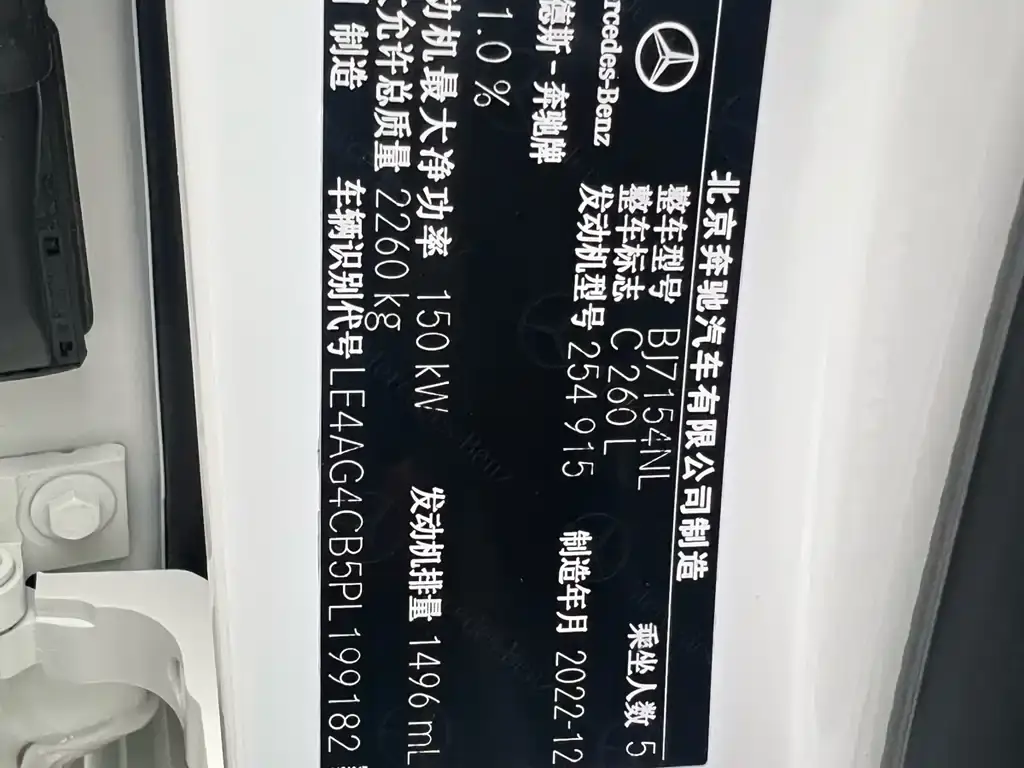 北京奔驰汽车有限公司制造
整车型号 BJ7154NL 乘坐人数 5
整车标志 C 260 L
发动机型号 254 915 制造年月 2022-12
德斯-奔驰牌
1.0 %
动机最大净功率 150 kW 发动机排量 1496 mL
允许总质量 2260 kg
制造
车辆识别代号 LE4AG4CB5PL199182
Mercedes-Benz